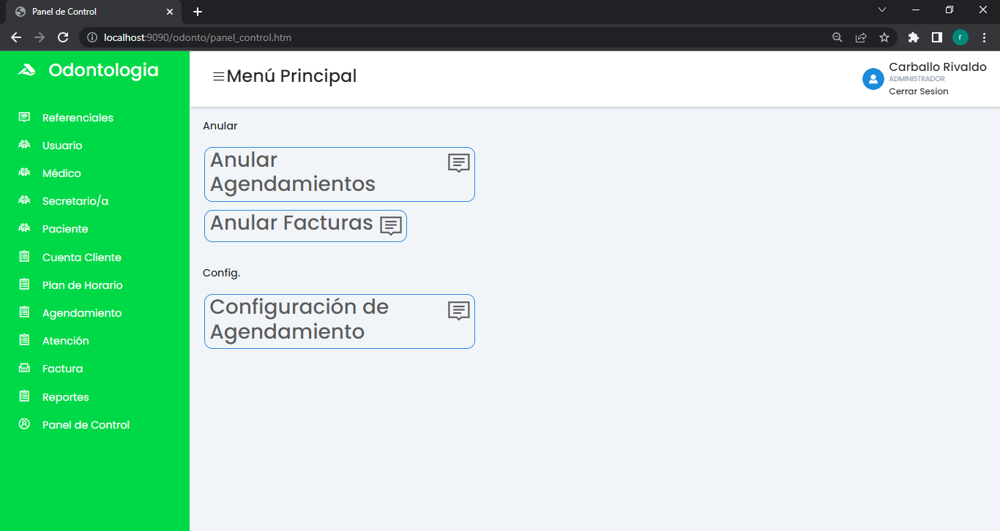 Panel de Control
localhost:9090/odonto/panel_control.htm
r
Odontologia
Referenciales
Usuario
Médico
Secretario/a
Paciente
Cuenta Cliente
Plan de Horario
Agendamiento
Atención
Factura
Reportes
Panel de Control
Menú Principal
Carballo Rivaldo
ADMINISTRADOR
Cerrar Sesion
Anular
Anular
Agendamientos
Anular Facturas
Config.
Configuración de
Agendamiento